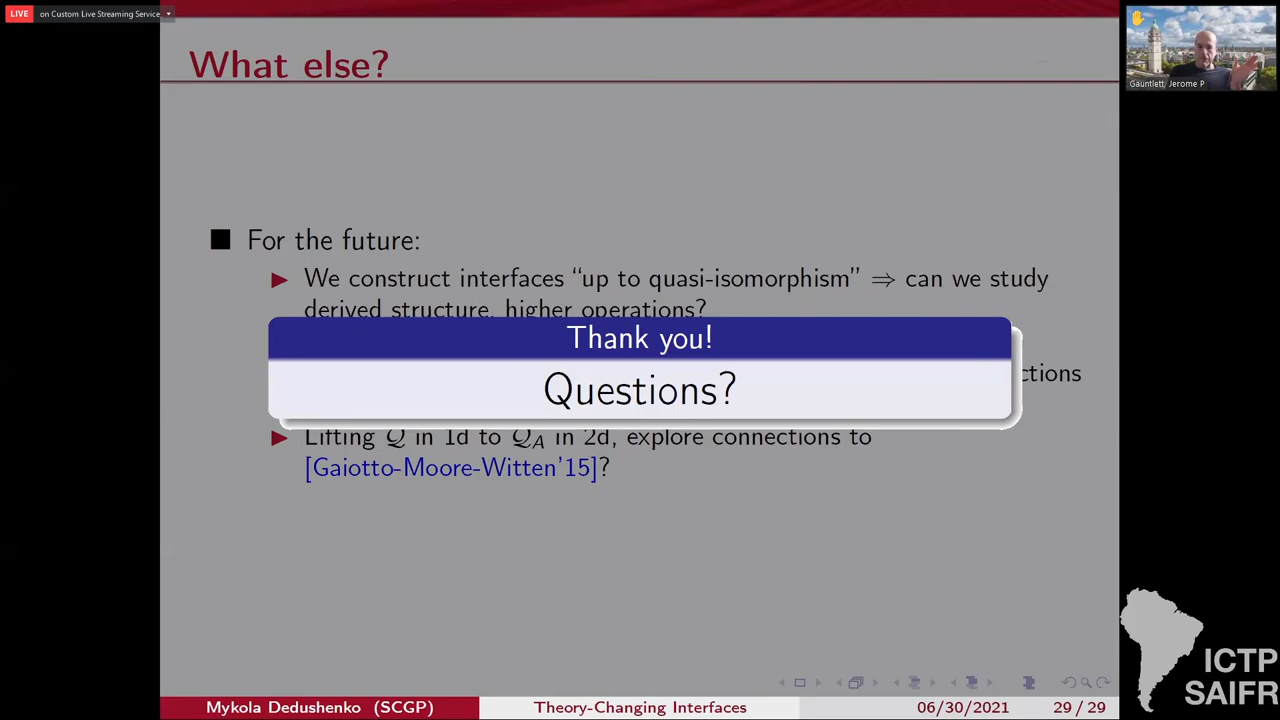 LIVE on Custom Live Streaming Service
What else?
Gauntlett, Jerome P
For the future:
We construct interfaces “up to quasi-isomorphism” ⇒ can we study
derived structure, higher operations?
Thank you!
Questions?
ctions
Lifting Q in 1d to Q_A in 2d, explore connections to
[Gaiotto-Moore-Witten’15]?
ICTP
SAIFR
Mykola Dedushenko (SCGP) Theory-Changing Interfaces 06/30/2021 29 / 29